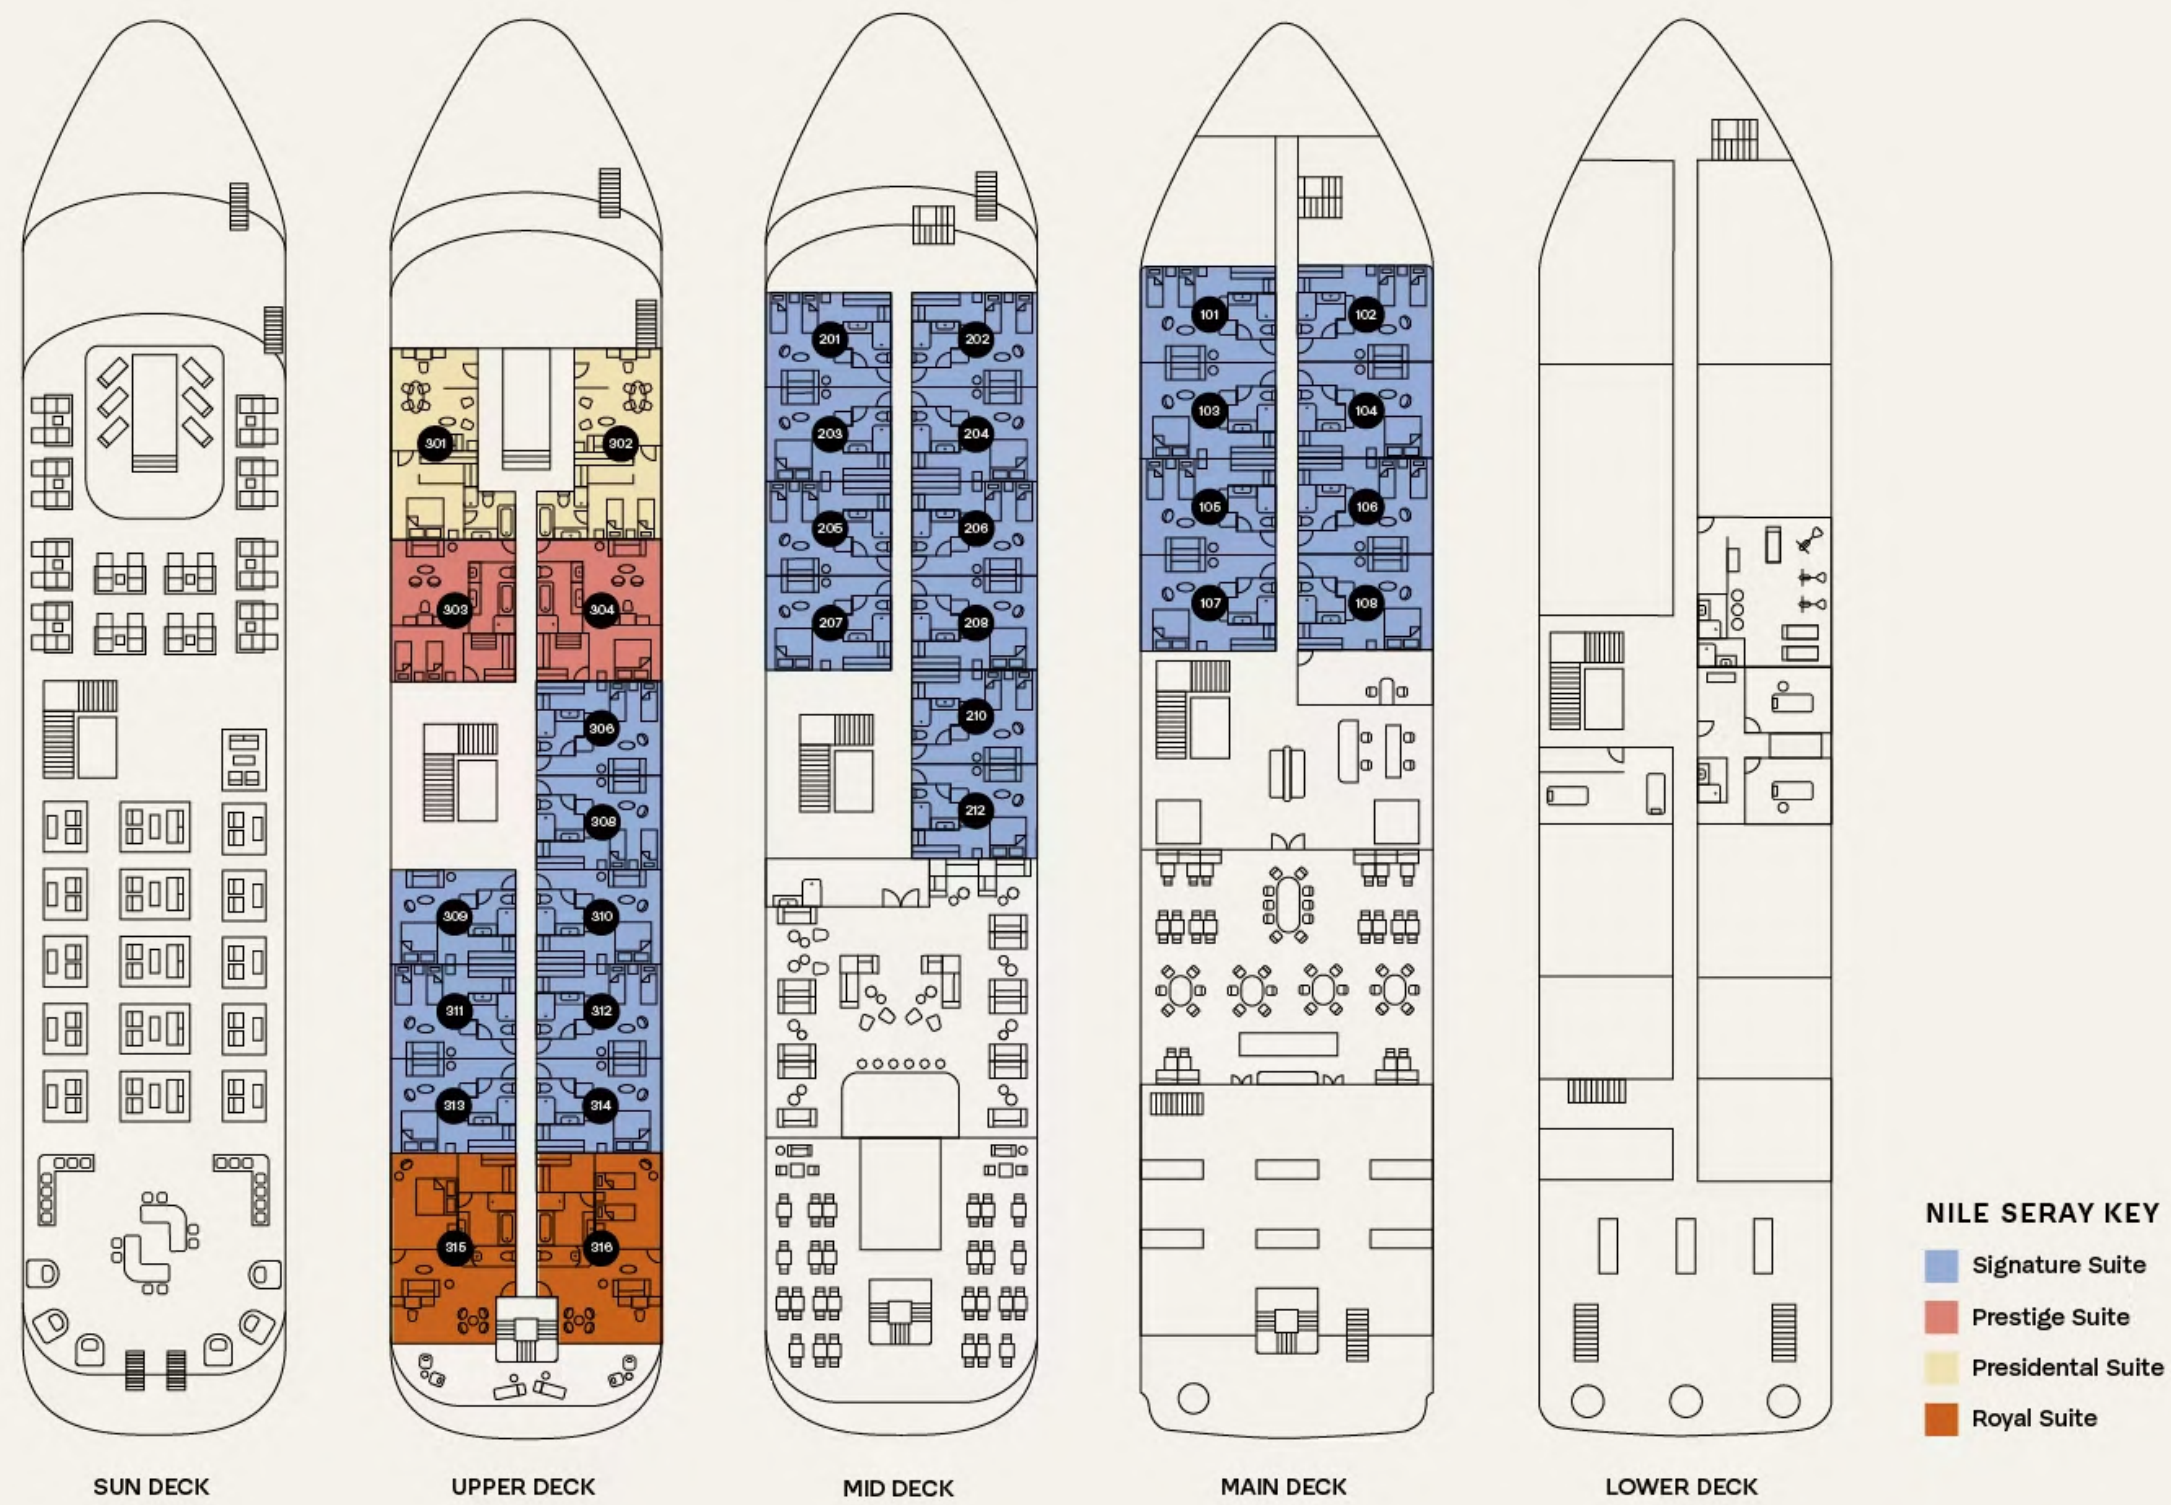 301 302
303 304
306
308
309 310
311 312
313 314
315 316
201 202
203 204
205 206
207 208
210
212
101 102
103 104
105 106
107 108
NILE SERAY KEY
Signature Suite
Prestige Suite
Presidental Suite
Royal Suite
SUN DECK
UPPER DECK
MID DECK
MAIN DECK
LOWER DECK